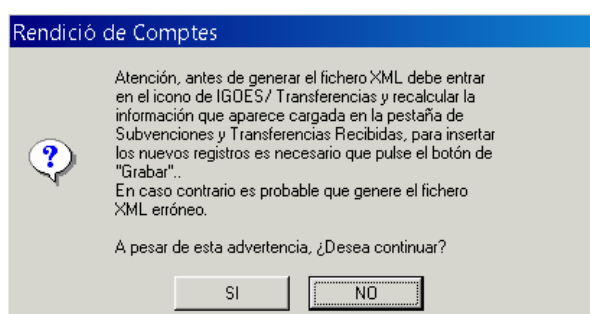 Rendició de Comptes
Atención, antes de generar el fichero XML debe entrar
en el icono de IGOES/ Transferencias y recalcular la
información que aparece cargada en la pestaña de
Subvenciones y Transferencias Recibidas, para insertar
los nuevos registros es necesario que pulse el botón de
"Grabar"..
En caso contrario es probable que genere el fichero
XML erróneo.
A pesar de esta advertencia, ¿Desea continuar?
SI
NO